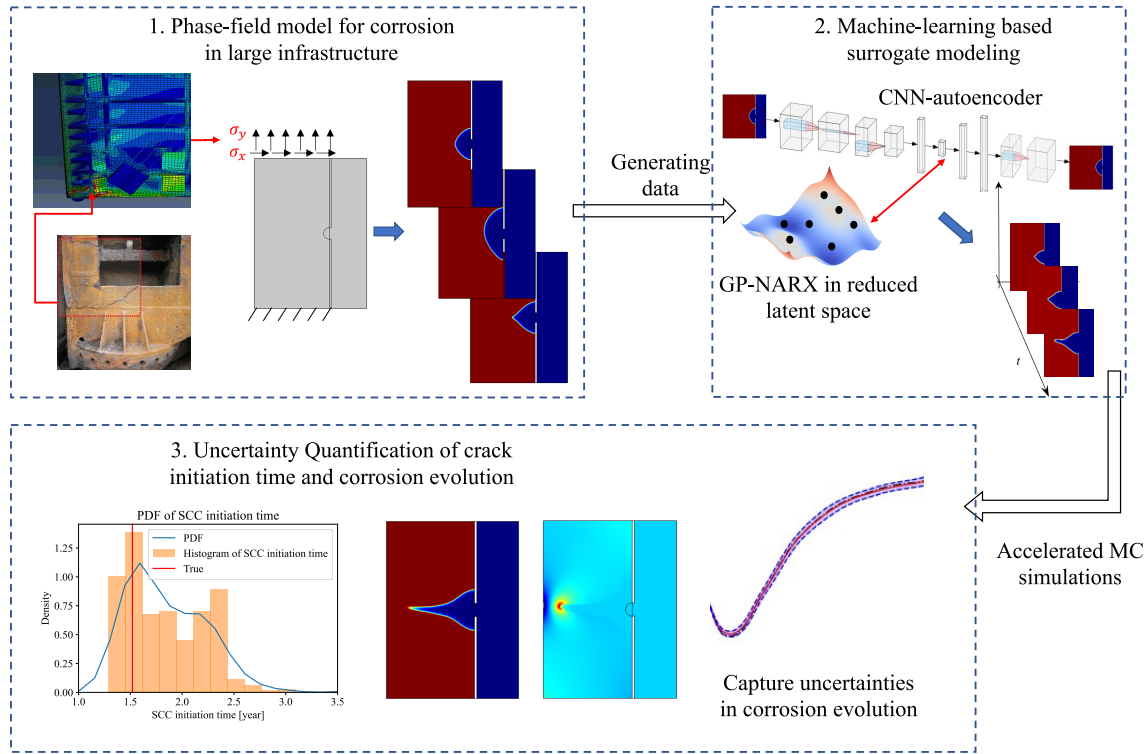 1. Phase-field model for corrosion
in large infrastructure
σy
σx
Generating
data
2. Machine-learning based
surrogate modeling
CNN-autoencoder
GP-NARX in reduced
latent space
t
Accelerated MC
simulations
3. Uncertainty Quantification of crack
initiation time and corrosion evolution
PDF of SCC initiation time
PDF
Histogram of SCC initiation time
True
Density
1.25
1.00
0.75
0.50
0.25
0.00
1.0 1.5 2.0 2.5 3.0 3.5
SCC initiation time [year]
Capture uncertainties
in corrosion evolution